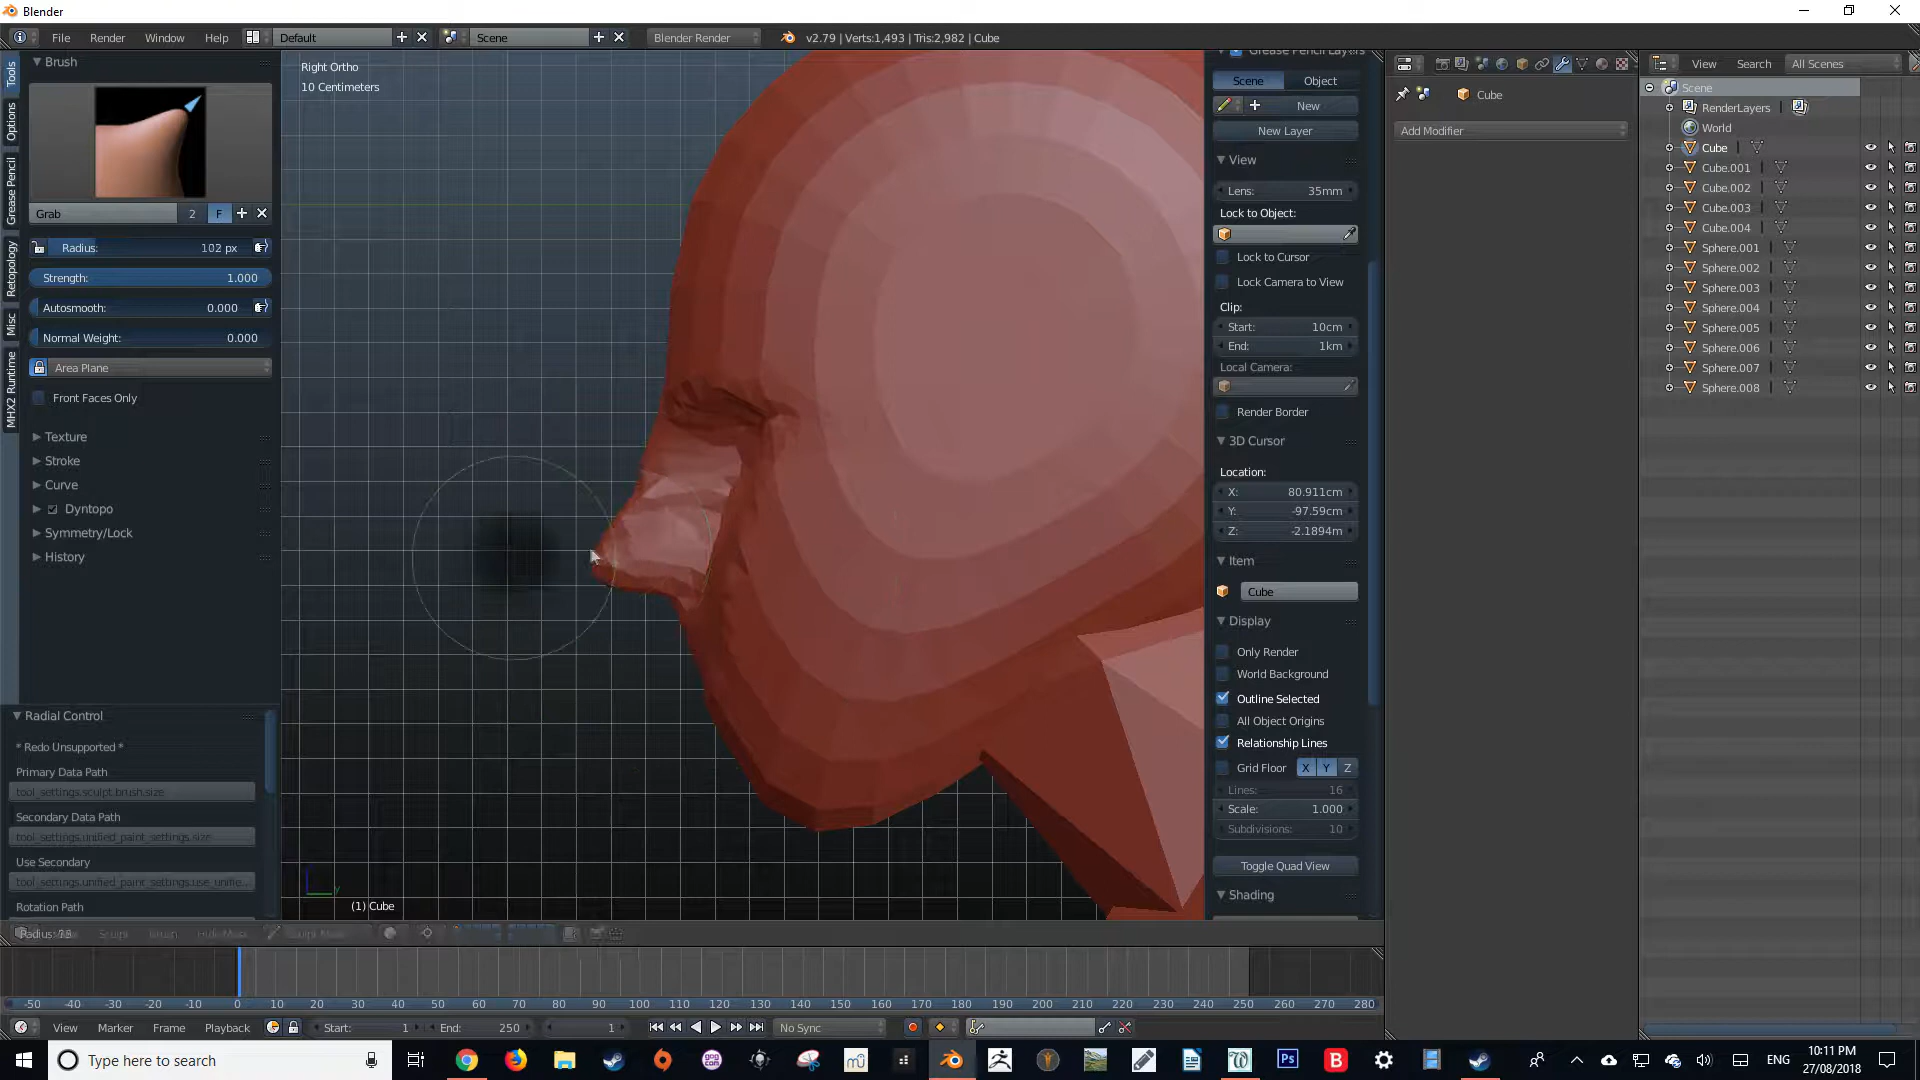 Blender
File Render Window Help Default Scene Blender Render v2.79 | Verts:1,493 | Tris:2,982 | Cube
Tools
Options
Grease Pencil
Retopology
Misc
MHX2 Runtime
Brush
Grab 2 F
Radius: 102 px
Strength: 1.000
Autosmooth: 0.000
Normal Weight: 0.000
Area Plane
Front Faces Only
Texture
Stroke
Curve
Dyntopo
Symmetry/Lock
History
Radial Control
* Redo Unsupported *
Primary Data Path
tool_settings.sculpt.brush.size
Secondary Data Path
tool_settings.unified_paint_settings.size
Use Secondary
tool_settings.unified_paint_settings.use_unifie...
Rotation Path
Right Ortho
10 Centimeters
(1) Cube
Grease Pencil Layers
Scene Object
New
New Layer
View
Lens: 35mm
Lock to Object:
Lock to Cursor
Lock Camera to View
Clip:
Start: 10cm
End: 1km
Local Camera:
Render Border
3D Cursor
Location:
X: 80.911cm
Y: -97.59cm
Z: -2.1894m
Item
Cube
Display
Only Render
World Background
Outline Selected
All Object Origins
Relationship Lines
Grid Floor X Y Z
Lines: 16
Scale: 1.000
Subdivisions: 10
Toggle Quad View
Shading
Cube
Add Modifier
View Search All Scenes
Scene
RenderLayers
World
Cube
Cube.001
Cube.002
Cube.003
Cube.004
Sphere.001
Sphere.002
Sphere.003
Sphere.004
Sphere.005
Sphere.006
Sphere.007
Sphere.008
-50 -40 -30 -20 -10 0 10 20 30 40 50 60 70 80 90 100 110 120 130 140 150 160 170 180 190 200 210 220 230 240 250 260 270 280
View Marker Frame Playback Start: 1 End: 250 1 No Sync
Type here to search
ENG
10:11 PM
27/08/2018